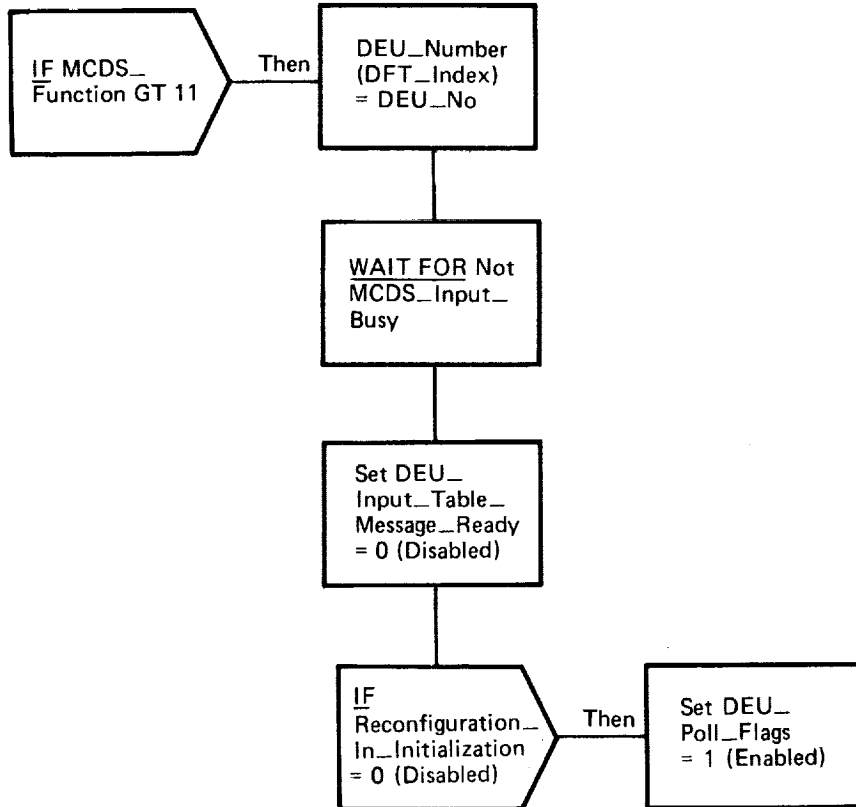 IF MCDS_
Function GT 11
Then
DEU_Number
(DFT_Index)
= DEU_No
WAIT FOR Not
MCDS_Input_
Busy
Set DEU_
Input_Table_
Message_Ready
= 0 (Disabled)
IF
Reconfiguration_
In_Initialization
= 0 (Disabled)
Then
Set DEU_
Poll_Flags
= 1 (Enabled)